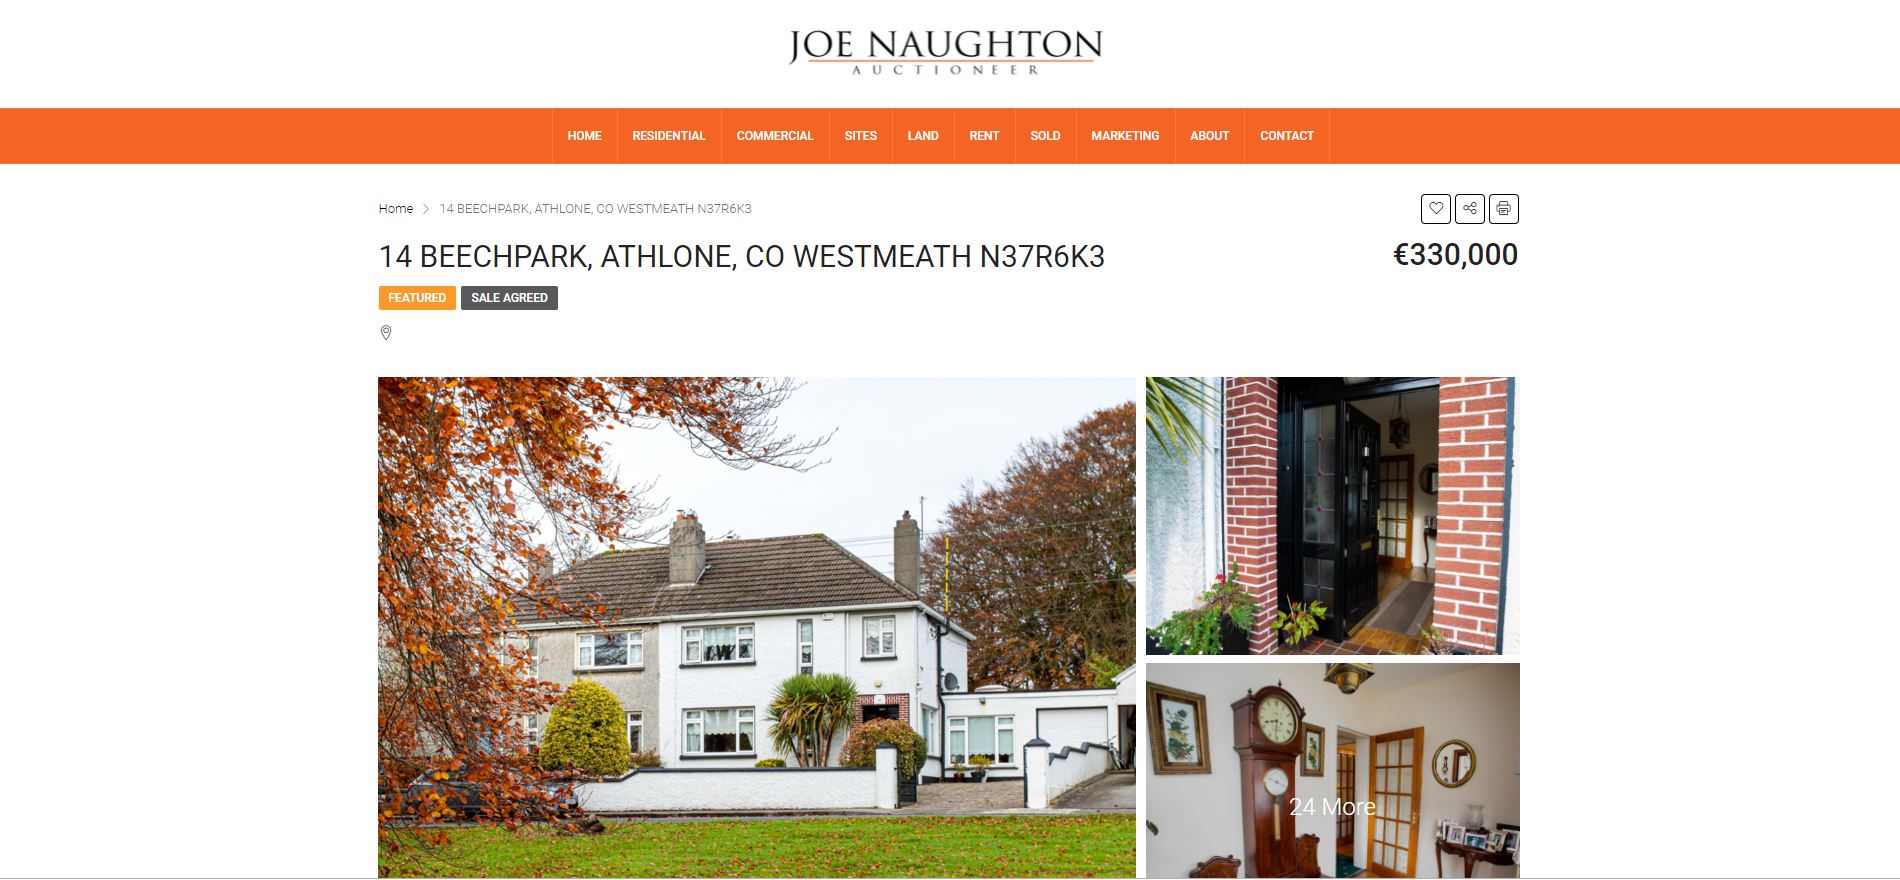 JOE NAUGHTON
AUCTIONEER
HOME RESIDENTIAL COMMERCIAL SITES LAND RENT SOLD MARKETING ABOUT CONTACT
Home > 14 BEECHPARK, ATHLONE, CO WESTMEATH N37R6K3
14 BEECHPARK, ATHLONE, CO WESTMEATH N37R6K3 €330,000
FEATURED SALE AGREED
24 More